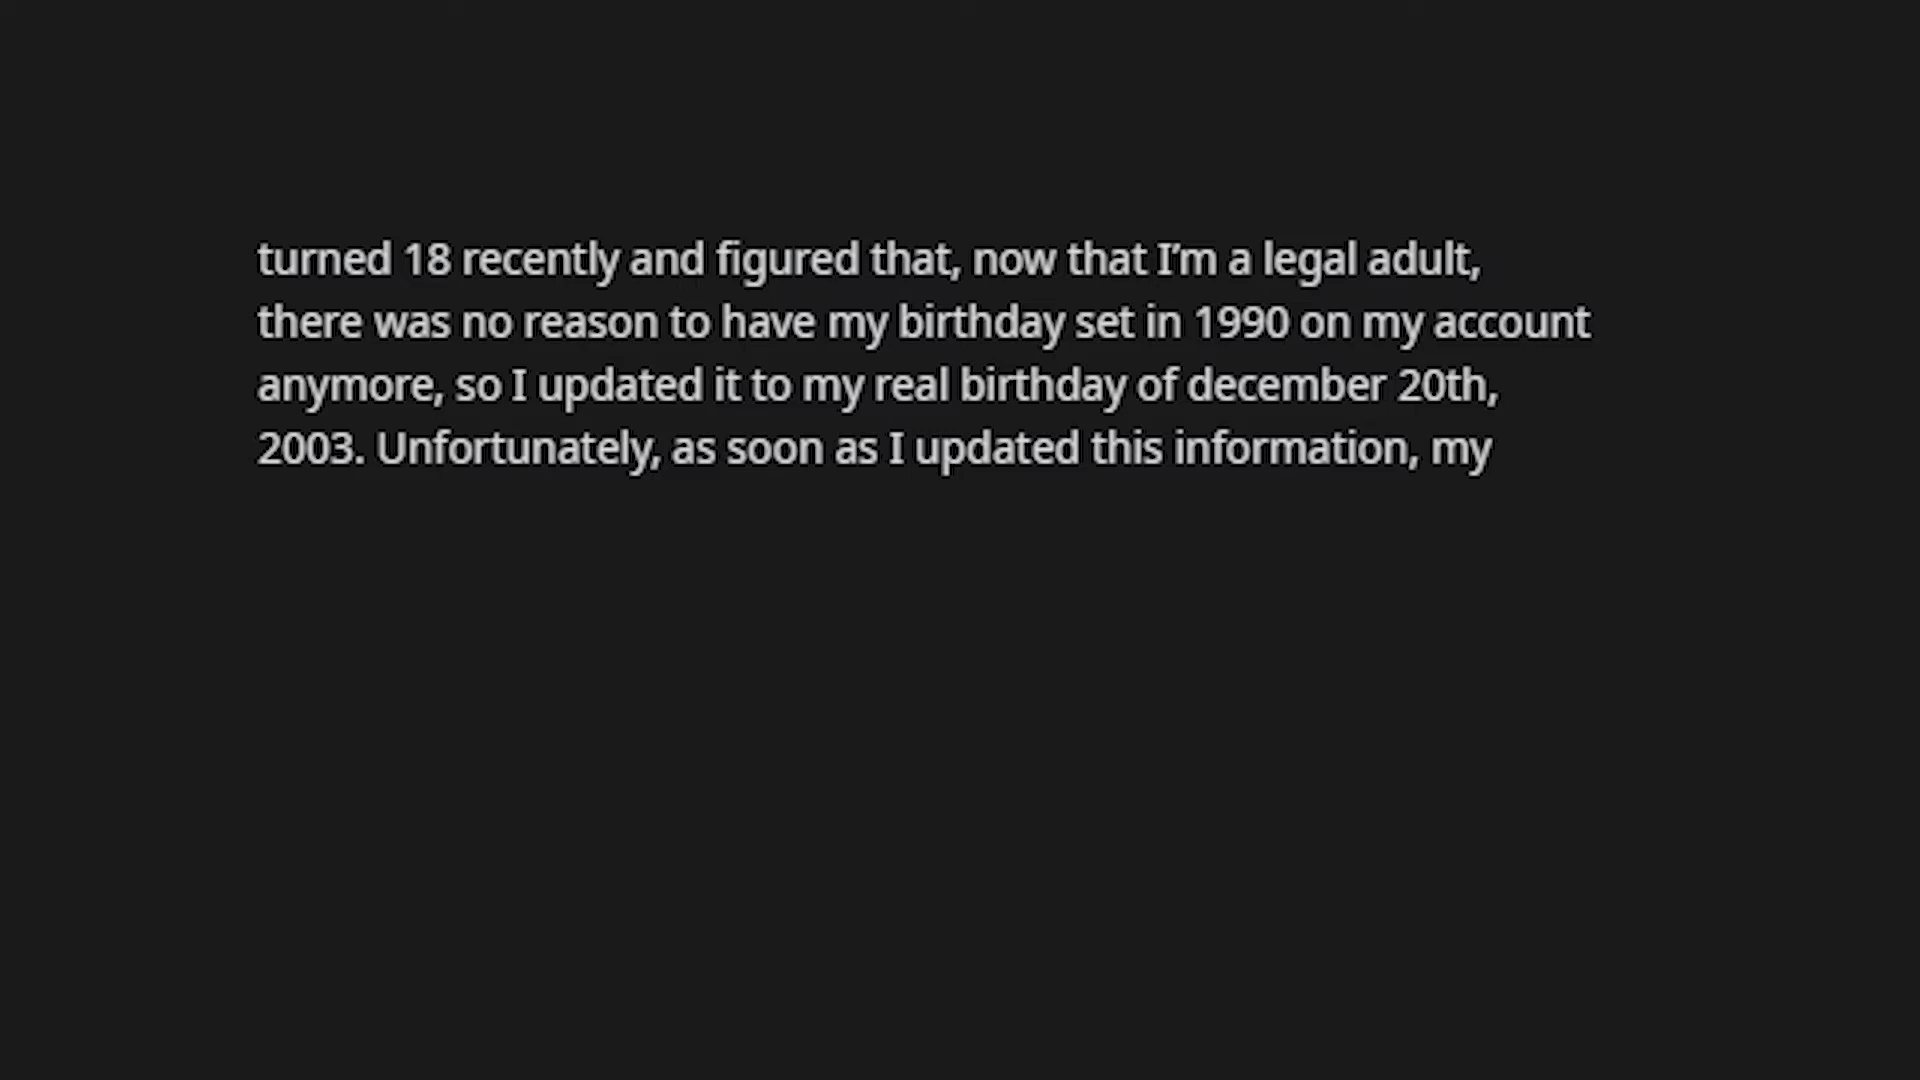 turned 18 recently and figured that, now that I’m a legal adult,
there was no reason to have my birthday set in 1990 on my account
anymore, so I updated it to my real birthday of december 20th,
2003. Unfortunately, as soon as I updated this information, my